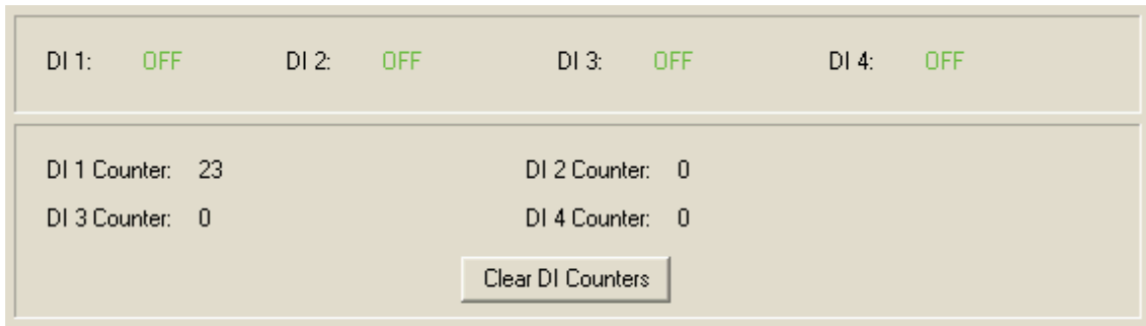 DI 1: OFF DI 2: OFF DI 3: OFF DI 4: OFF
DI 1 Counter: 23 DI 2 Counter: 0
DI 3 Counter: 0 DI 4 Counter: 0
Clear DI Counters